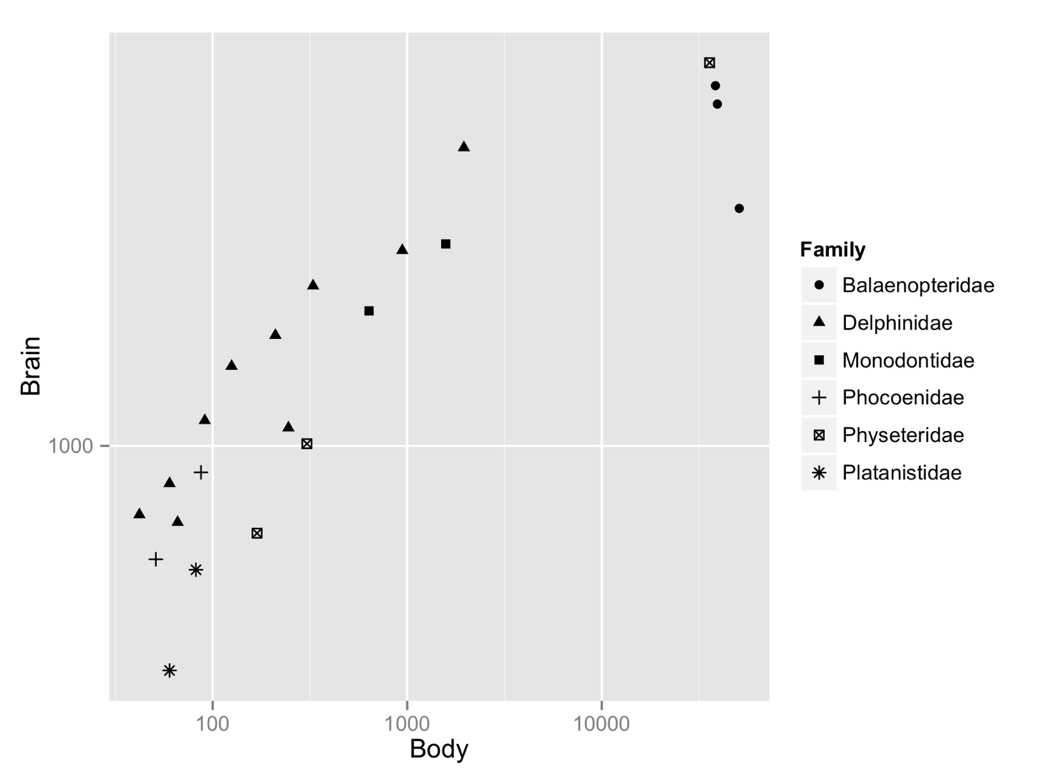 Brain
1000
100
1000
10000
Body
Family
Balaenopteridae
Delphinidae
Monodontidae
Phocoenidae
Physeteridae
Platanistidae